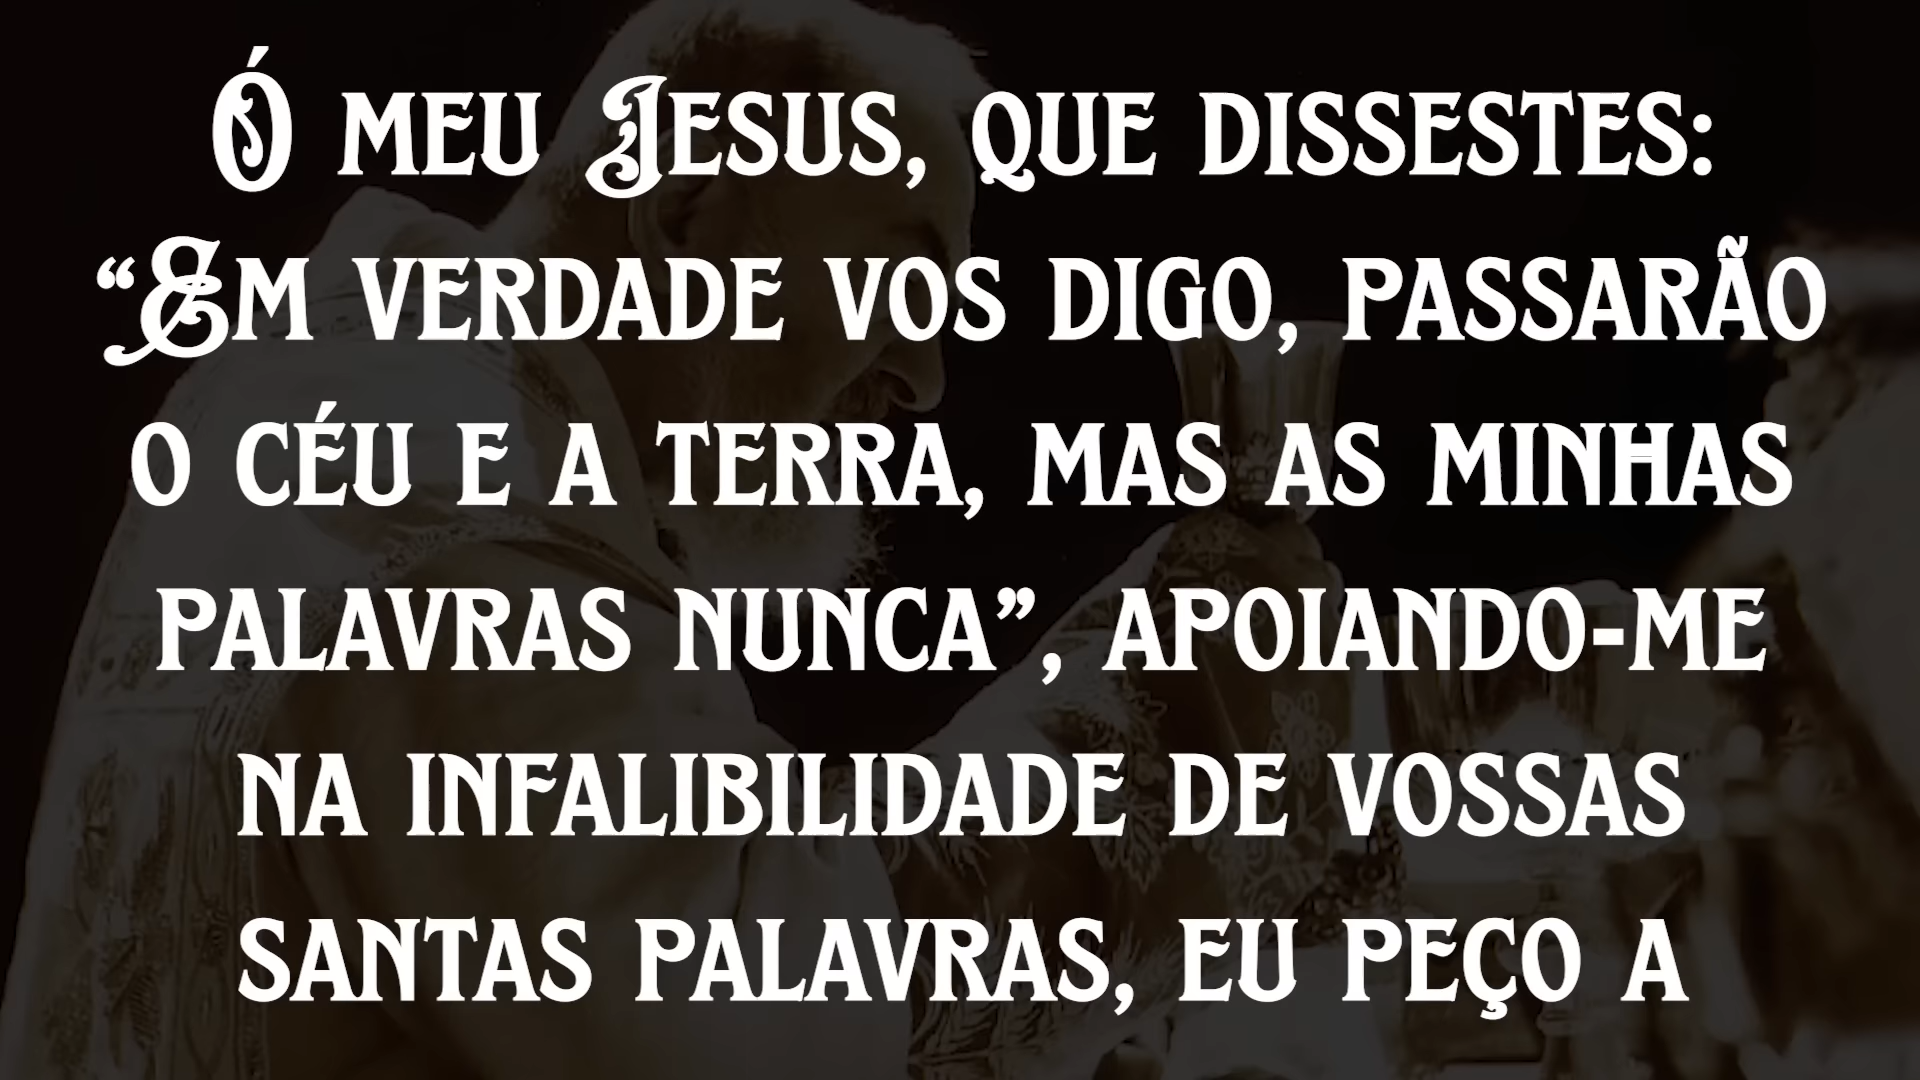 Ó meu Jesus, que dissestes:
“Em verdade vos digo, passarão
o céu e a terra, mas as minhas
palavras nunca”, apoiando-me
na infalibilidade de vossas
santas palavras, eu peço a